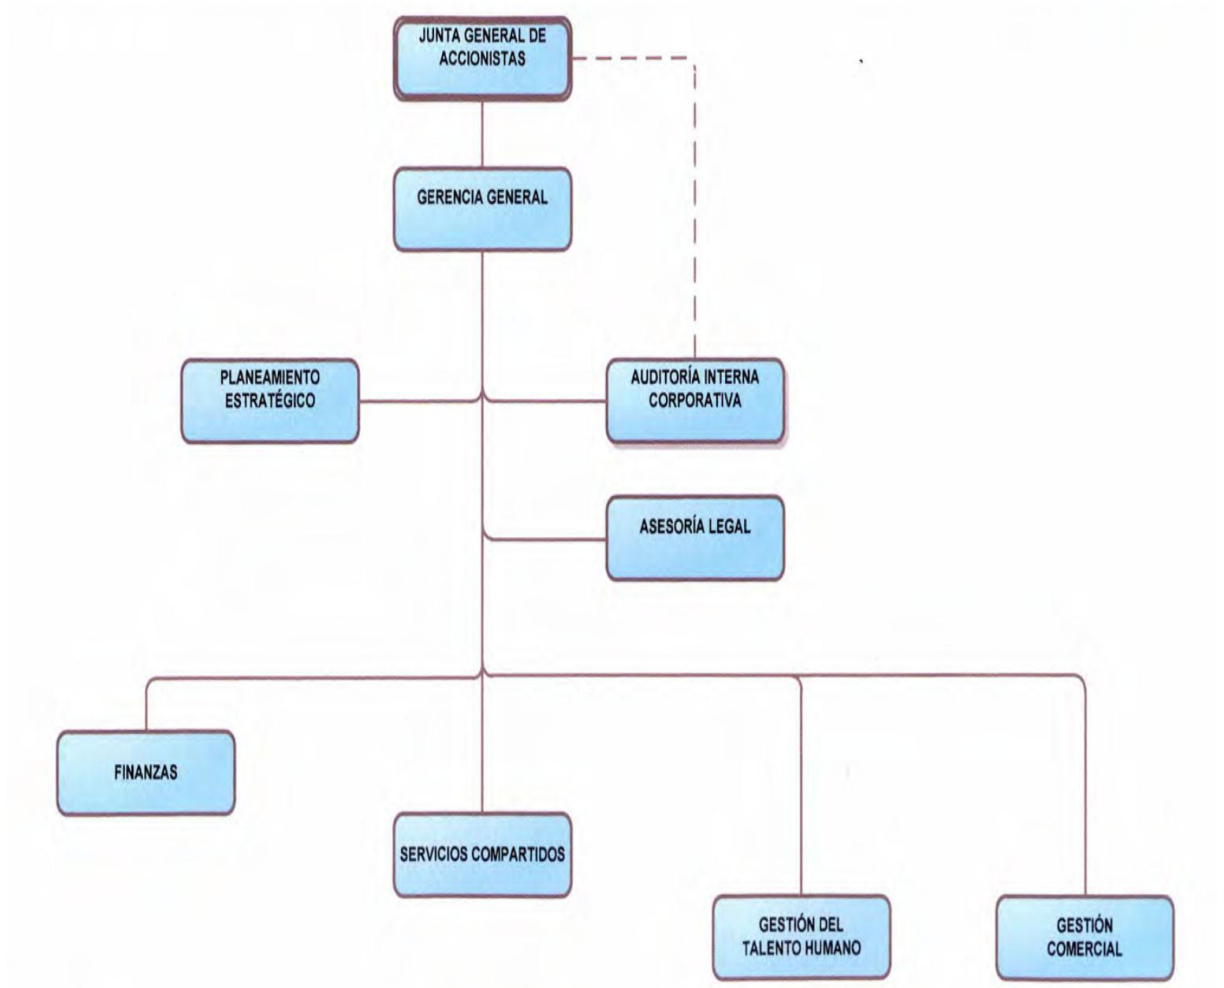 JUNTA GENERAL DE
ACCIONISTAS
GERENCIA GENERAL
PLANEAMIENTO
ESTRATÉGICO
AUDITORÍA INTERNA
CORPORATIVA
ASESORÍA LEGAL
FINANZAS
SERVICIOS COMPARTIDOS
GESTIÓN DEL
TALENTO HUMANO
GESTIÓN
COMERCIAL